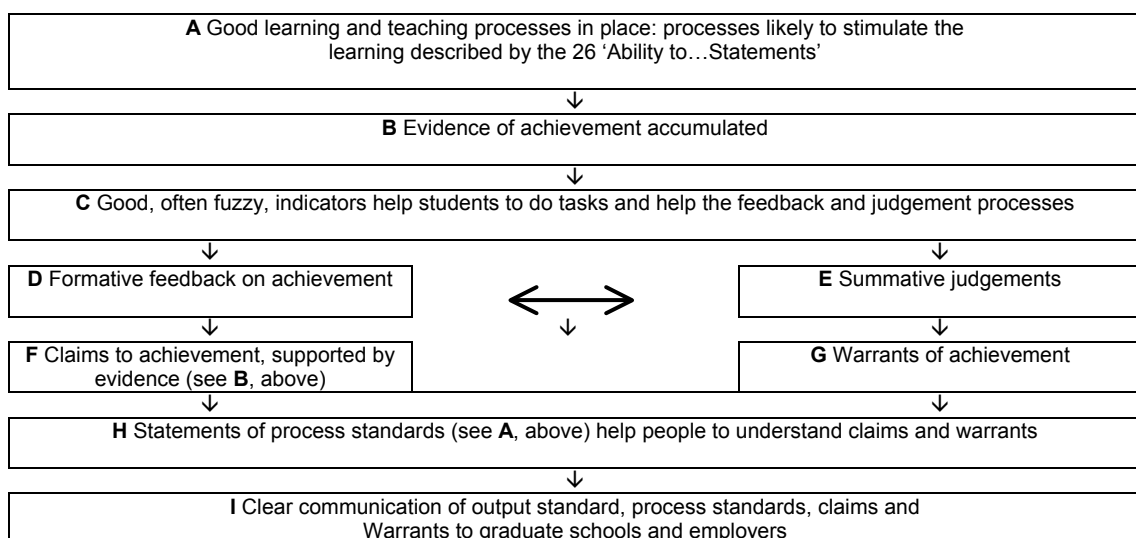 A Good learning and teaching processes in place: processes likely to stimulate the
learning described by the 26 ‘Ability to…Statements’
B Evidence of achievement accumulated
C Good, often fuzzy, indicators help students to do tasks and help the feedback and judgement processes
D Formative feedback on achievement
E Summative judgements
F Claims to achievement, supported by
evidence (see B, above)
G Warrants of achievement
H Statements of process standards (see A, above) help people to understand claims and warrants
I Clear communication of output standard, process standards, claims and
Warrants to graduate schools and employers